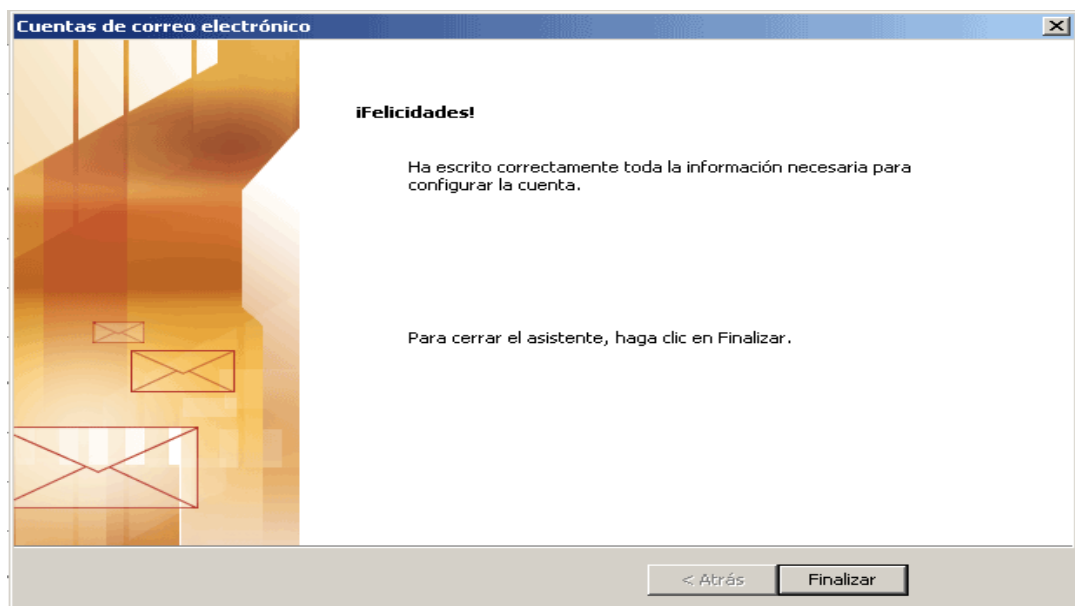 Cuentas de correo electrónico
¡Felicidades!
Ha escrito correctamente toda la información necesaria para
configurar la cuenta.
Para cerrar el asistente, haga clic en Finalizar.
< Atrás
Finalizar